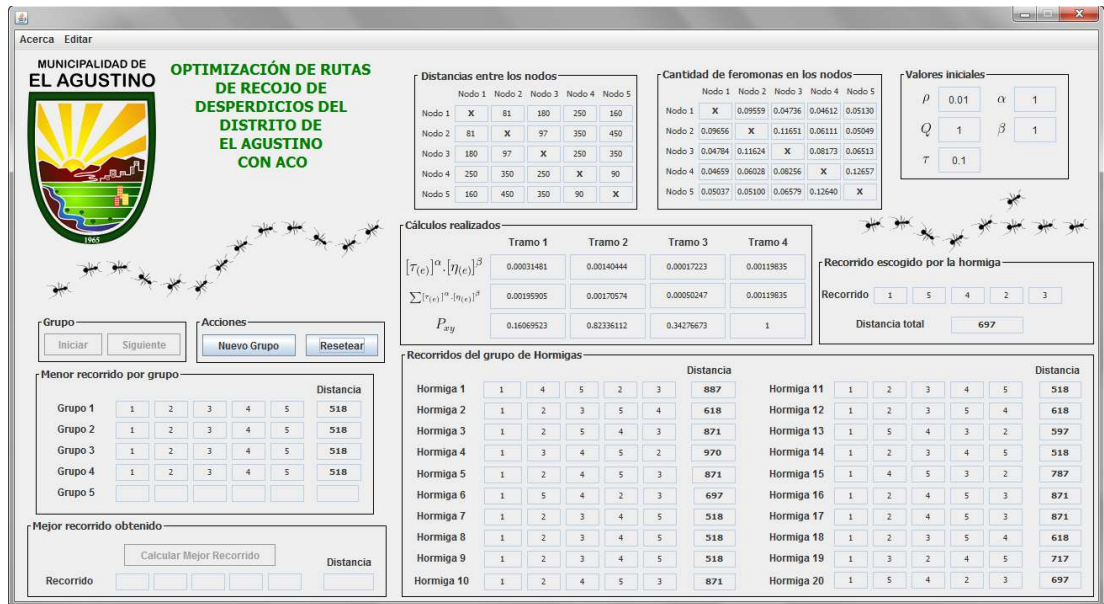 Acerca Editar
MUNICIPALIDAD DE
EL AGUSTINO
1965
OPTIMIZACIÓN DE RUTAS
DE RECOJO DE
DESPERDICIOS DEL
DISTRITO DE
EL AGUSTINO
CON ACO
Distancias entre los nodos
Nodo 1 Nodo 2 Nodo 3 Nodo 4 Nodo 5
Nodo 1 X 81 180 250 160
Nodo 2 81 X 97 350 450
Nodo 3 180 97 X 250 350
Nodo 4 250 350 250 X 90
Nodo 5 160 450 350 90 X
Cantidad de feromonas en los nodos
Nodo 1 Nodo 2 Nodo 3 Nodo 4 Nodo 5
Nodo 1 X 0.09559 0.04736 0.04612 0.05130
Nodo 2 0.09656 X 0.11651 0.06111 0.05049
Nodo 3 0.04784 0.11624 X 0.08173 0.06513
Nodo 4 0.04659 0.06028 0.08256 X 0.12657
Nodo 5 0.05037 0.05100 0.06579 0.12640 X
Valores iniciales
ρ 0.01 α 1
Q 1 β 1
τ 0.1
Cálculos realizados
Tramo 1 Tramo 2 Tramo 3 Tramo 4
[τ(e)]^α.[η(e)]^β 0.00031481 0.00140444 0.00017223 0.00119835
∑[τ(e)]^α.[η(e)]^β 0.00195905 0.00170574 0.00050247 0.00119835
Pxy 0.16069523 0.82336112 0.34276673 1
Recorrido escogido por la hormiga
Recorrido 1 5 4 2 3
Distancia total 697
Grupo
Iniciar Siguiente
Acciones
Nuevo Grupo Resetear
Menor recorrido por grupo
Distancia
Grupo 1 1 2 3 4 5 518
Grupo 2 1 2 3 4 5 518
Grupo 3 1 2 3 4 5 518
Grupo 4 1 2 3 4 5 518
Grupo 5
Mejor recorrido obtenido
Calcular Mejor Recorrido
Distancia
Recorrido
Recorridos del grupo de Hormigas
Distancia
Hormiga 1 1 4 5 2 3 887
Hormiga 2 1 2 3 5 4 618
Hormiga 3 1 2 5 4 3 871
Hormiga 4 1 3 4 5 2 970
Hormiga 5 1 2 4 5 3 871
Hormiga 6 1 5 4 2 3 697
Hormiga 7 1 2 3 4 5 518
Hormiga 8 1 2 3 4 5 518
Hormiga 9 1 2 3 4 5 518
Hormiga 10 1 2 4 5 3 871
Distancia
Hormiga 11 1 2 3 4 5 518
Hormiga 12 1 2 3 5 4 618
Hormiga 13 1 5 4 3 2 597
Hormiga 14 1 2 3 4 5 518
Hormiga 15 1 4 5 3 2 787
Hormiga 16 1 2 4 5 3 871
Hormiga 17 1 2 4 5 3 871
Hormiga 18 1 2 3 5 4 618
Hormiga 19 1 3 2 4 5 717
Hormiga 20 1 5 4 2 3 697